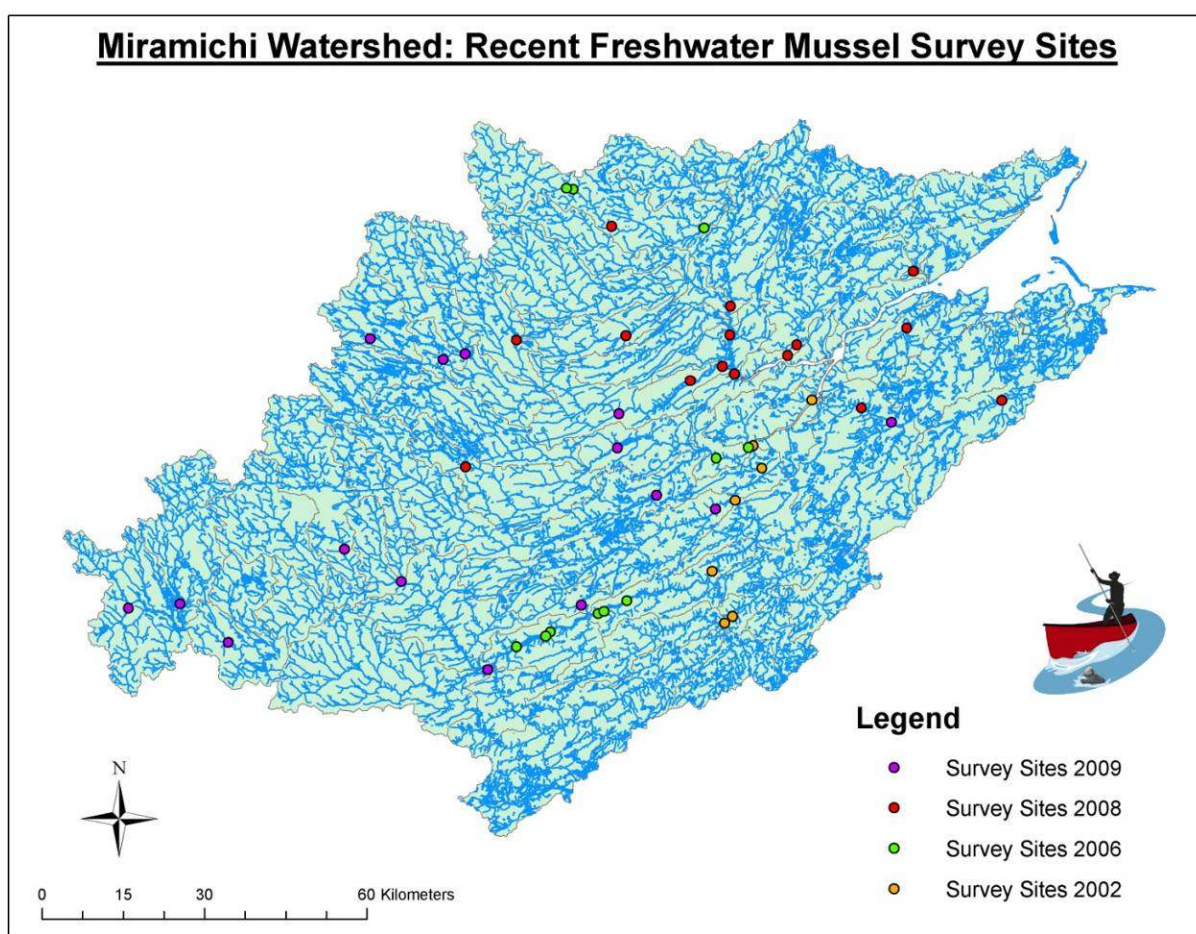 Miramichi Watershed: Recent Freshwater Mussel Survey Sites
Legend
Survey Sites 2009
Survey Sites 2008
Survey Sites 2006
Survey Sites 2002
N
0 15 30 60 Kilometers